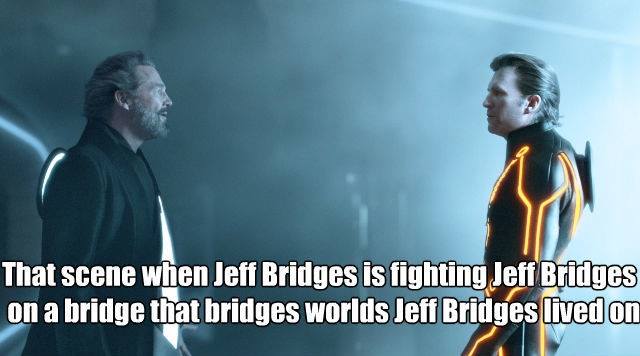 That scene when Jeff Bridges is fighting Jeff Bridges
on a bridge that bridges worlds Jeff Bridges lived on